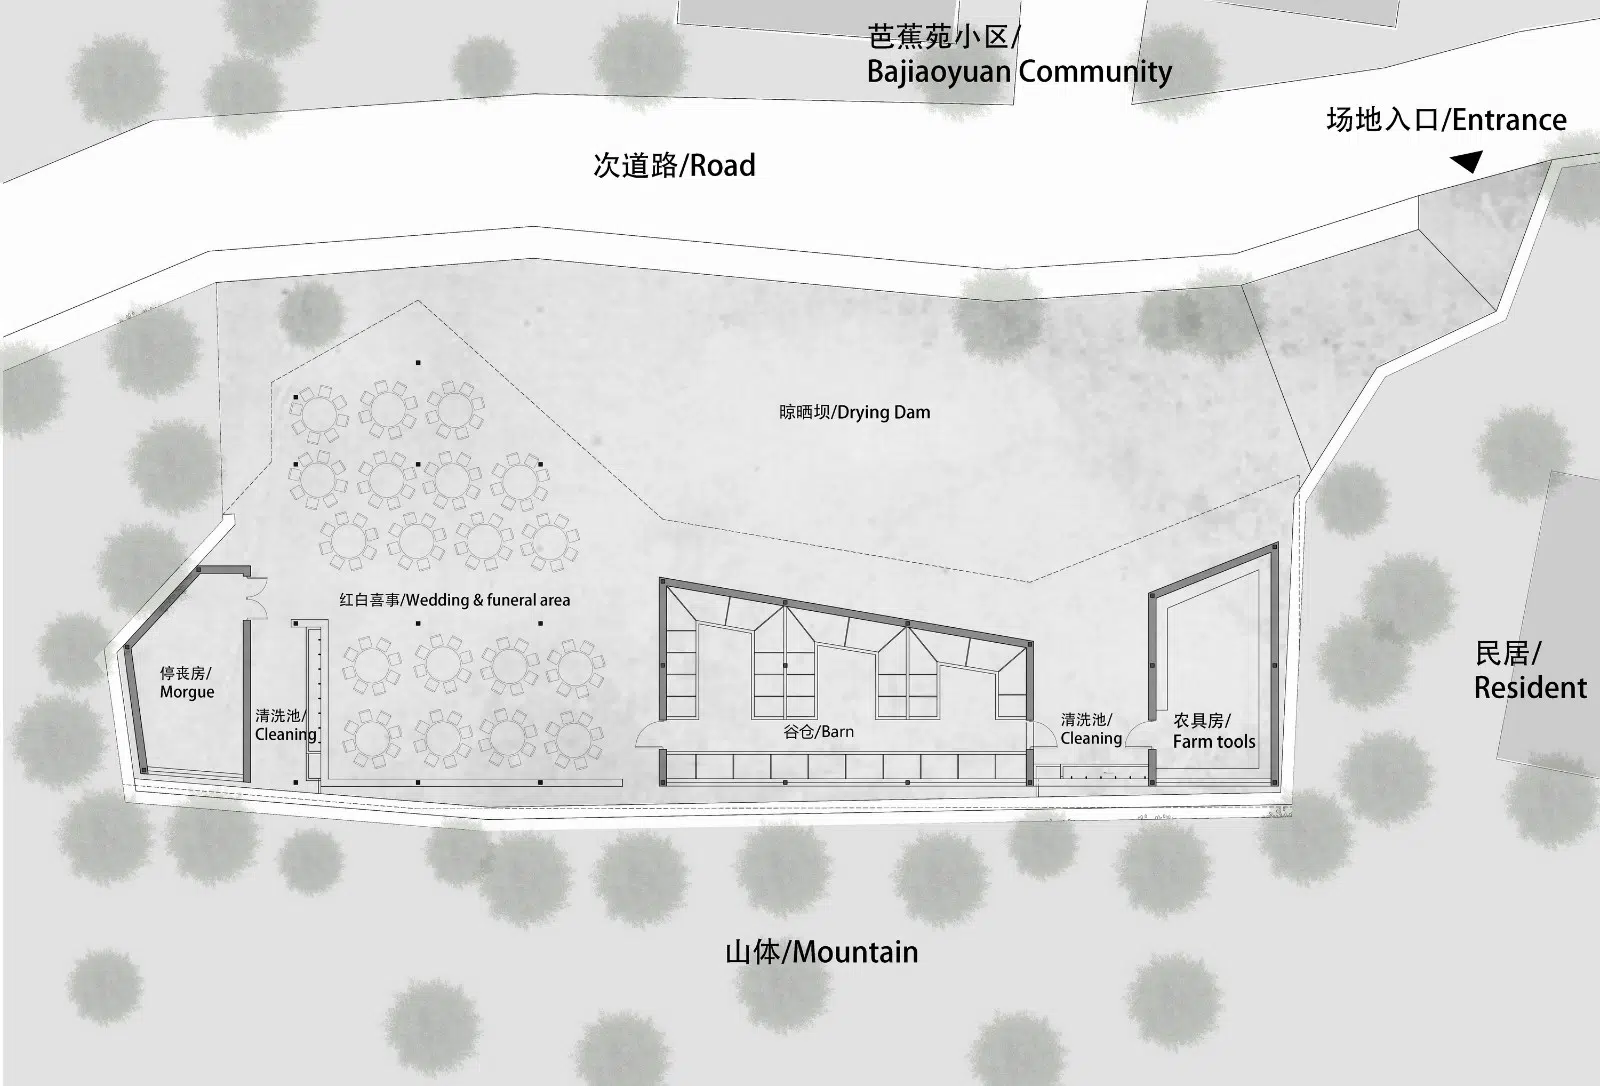 芭蕉苑小区/
Bajiaoyuan Community
场地入口/Entrance
次道路/Road
晾晒坝/Drying Dam
红白喜事/Wedding & funeral area
停丧房/
Morgue
清洗池/
Cleaning
谷仓/Barn
清洗池/
Cleaning
农具房/
Farm tools
民居/
Resident
山体/Mountain